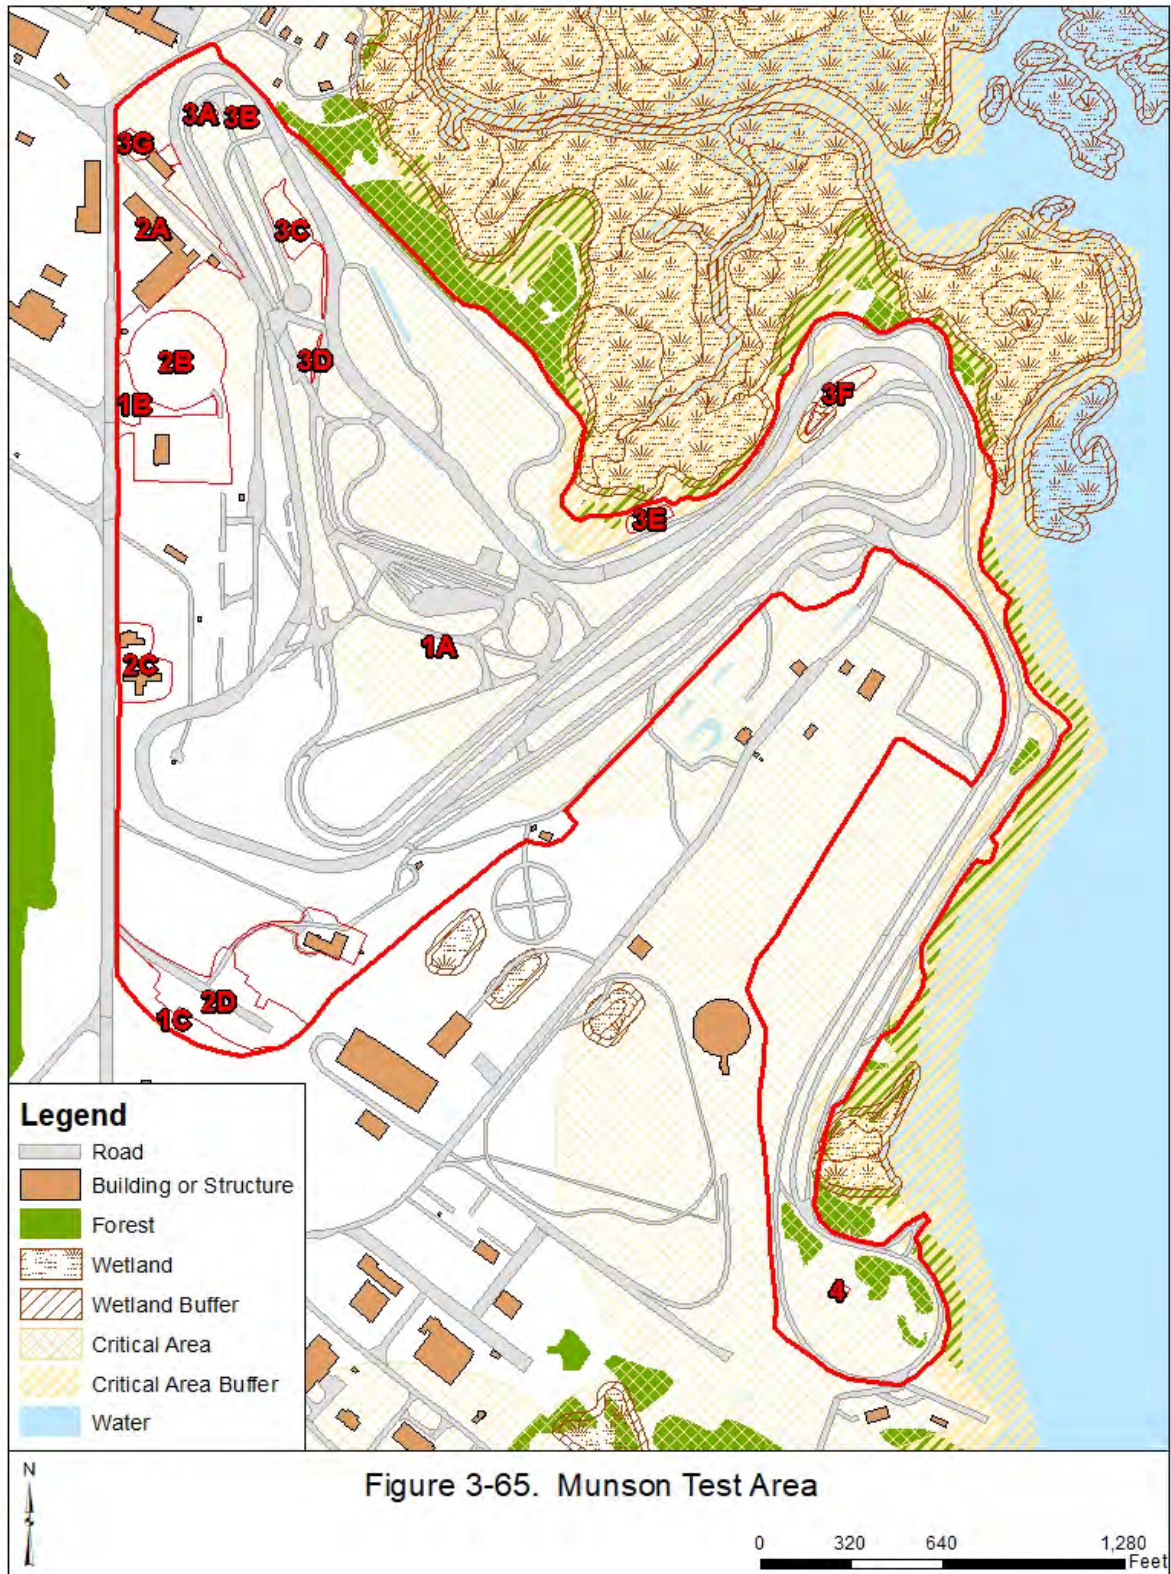 3A
3B
3G
2A
3C
2B
3D
1B
3F
3E
1A
2C
2D
1C
4
Legend
Road
Building or Structure
Forest
Wetland
Wetland Buffer
Critical Area
Critical Area Buffer
Water
N
Figure 3-65. Munson Test Area
0 320 640 1,280
Feet